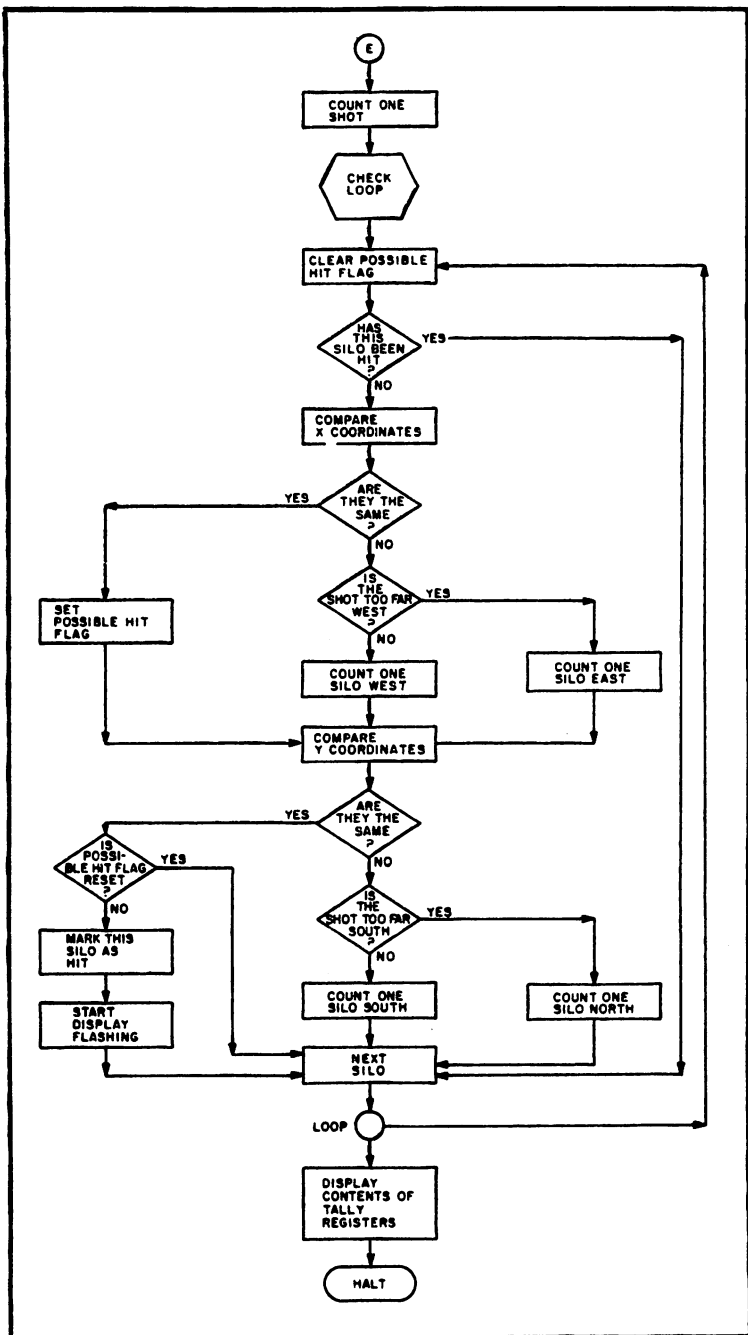 E
COUNT ONE
SHOT
CHECK
LOOP
CLEAR POSSIBLE
HIT FLAG
HAS
THIS
SILO BEEN
HIT
?
YES
NO
COMPARE
X COORDINATES
ARE
THEY THE
SAME
?
YES
NO
IS
THE
SHOT TOO FAR
WEST
?
YES
NO
SET
POSSIBLE HIT
FLAG
COUNT ONE
SILO WEST
COUNT ONE
SILO EAST
COMPARE
Y COORDINATES
ARE
THEY THE
SAME
?
YES
NO
IS
POSSI-
BLE HIT FLAG
RESET
?
YES
NO
IS
THE
SHOT TOO FAR
SOUTH
?
YES
NO
MARK THIS
SILO AS
HIT
START
DISPLAY
FLASHING
COUNT ONE
SILO SOUTH
COUNT ONE
SILO NORTH
NEXT
SILO
LOOP
DISPLAY
CONTENTS OF
TALLY
REGISTERS
HALT